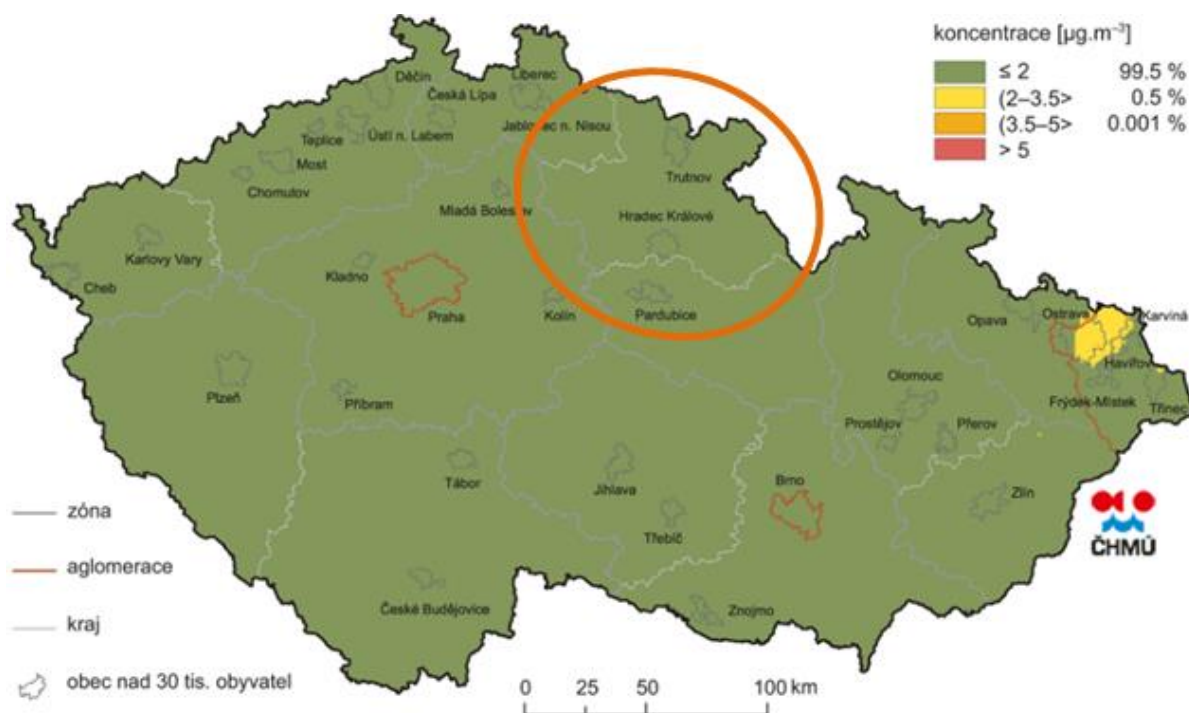 koncentrace [µg.m⁻³]
≤ 2 99.5 %
(2–3.5> 0.5 %
(3.5–5> 0.001 %
> 5
Děčín
Liberec
Česká Lípa
Jablonec n. Nisou
Teplice
Ústí n. Labem
Most
Chomutov
Trutnov
Mladá Boleslav
Hradec Králové
Karlovy Vary
Kladno
Cheb
Praha
Kolín
Pardubice
Opava
Ostrava
Karviná
Havířov
Olomouc
Plzeň
Příbram
Frýdek-Místek
Třinec
Prostějov
Přerov
Tábor
Jihlava
Brno
Zlín
Třebíč
ČHMÚ
České Budějovice
Znojmo
zóna
aglomerace
kraj
obec nad 30 tis. obyvatel
0 25 50 100 km